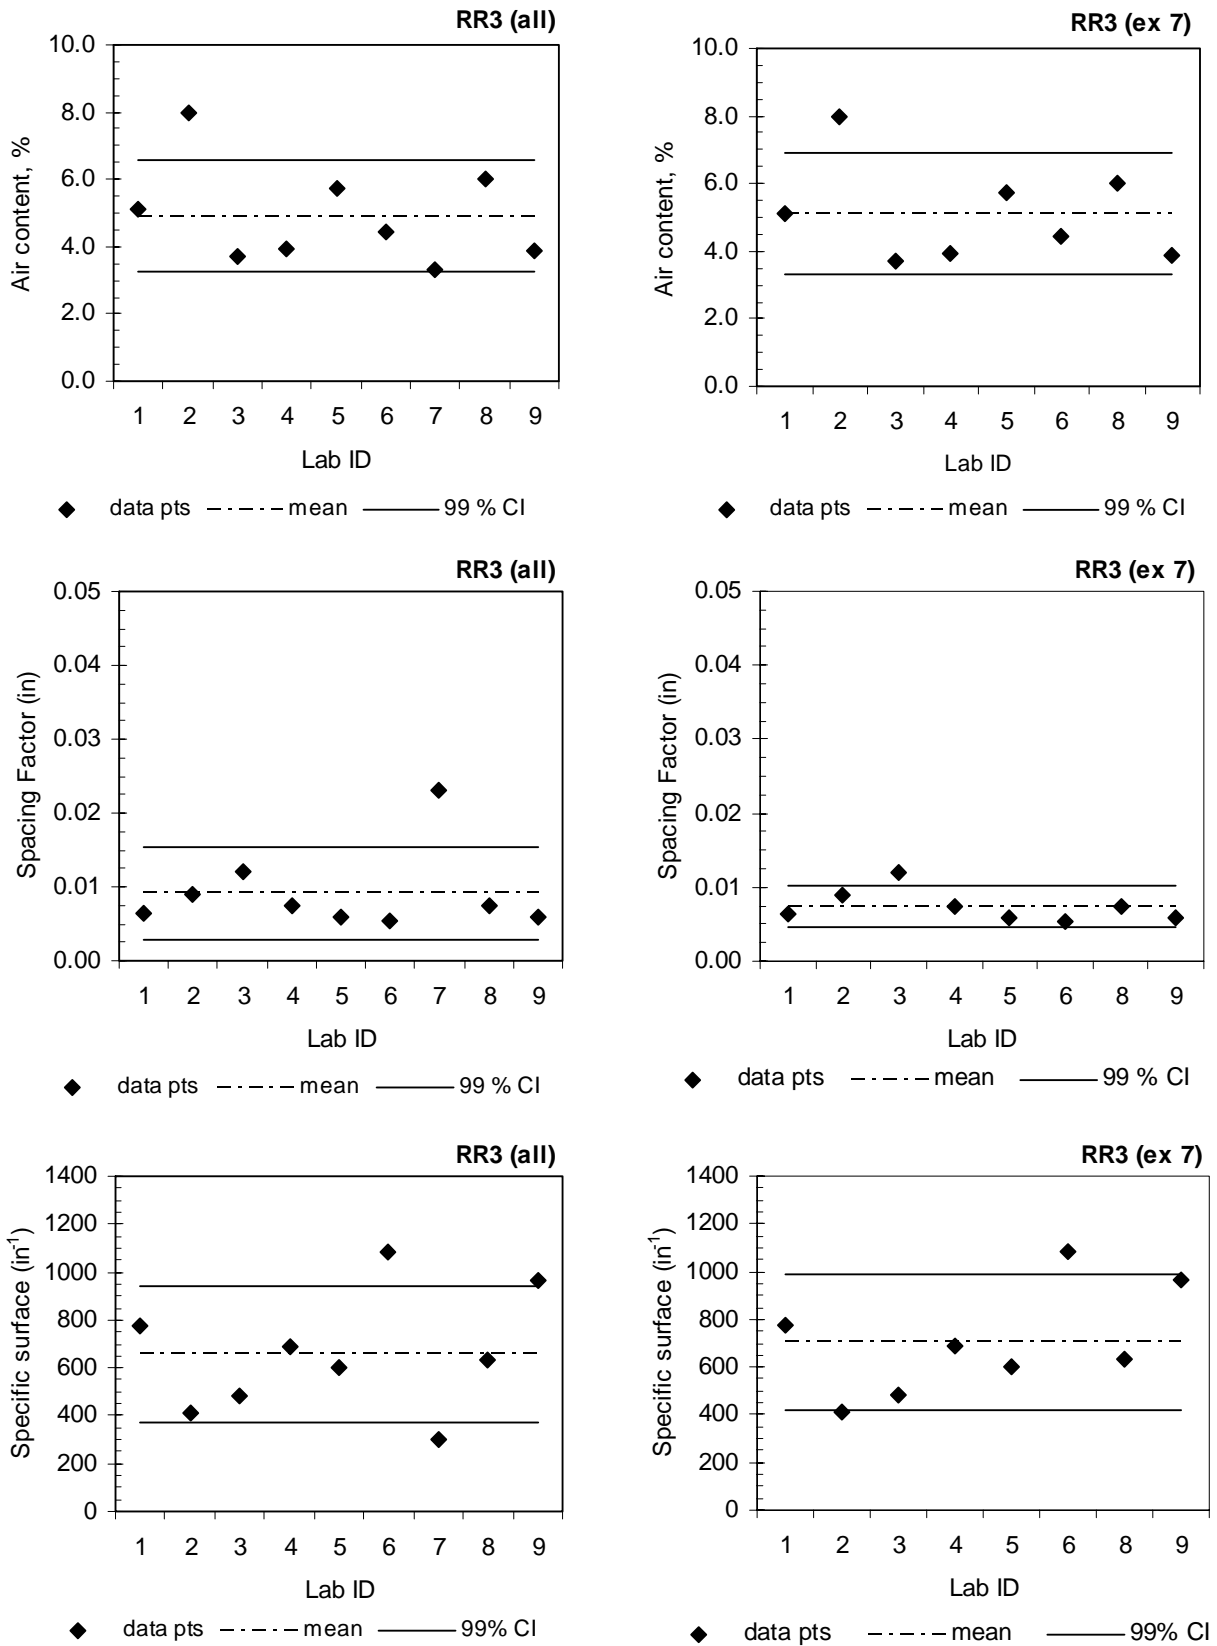 RR3 (all)
10.0
8.0
6.0
4.0
2.0
0.0
Air content, %
1 2 3 4 5 6 7 8 9
Lab ID
data pts mean 99 % CI
RR3 (ex 7)
10.0
8.0
6.0
4.0
2.0
0.0
Air content, %
1 2 3 4 5 6 8 9
Lab ID
data pts mean 99 % CI
RR3 (all)
0.05
0.04
0.03
0.02
0.01
0.00
Spacing Factor (in)
1 2 3 4 5 6 7 8 9
Lab ID
data pts mean 99 % CI
RR3 (ex 7)
0.05
0.04
0.03
0.02
0.01
0.00
Spacing Factor (in)
1 2 3 4 5 6 8 9
Lab ID
data pts mean 99 % CI
RR3 (all)
1400
1200
1000
800
600
400
200
0
Specific surface (in⁻¹)
1 2 3 4 5 6 7 8 9
Lab ID
data pts mean 99% CI
RR3 (ex 7)
1400
1200
1000
800
600
400
200
0
Specific surface (in⁻¹)
1 2 3 4 5 6 8 9
Lab ID
data pts mean 99% CI